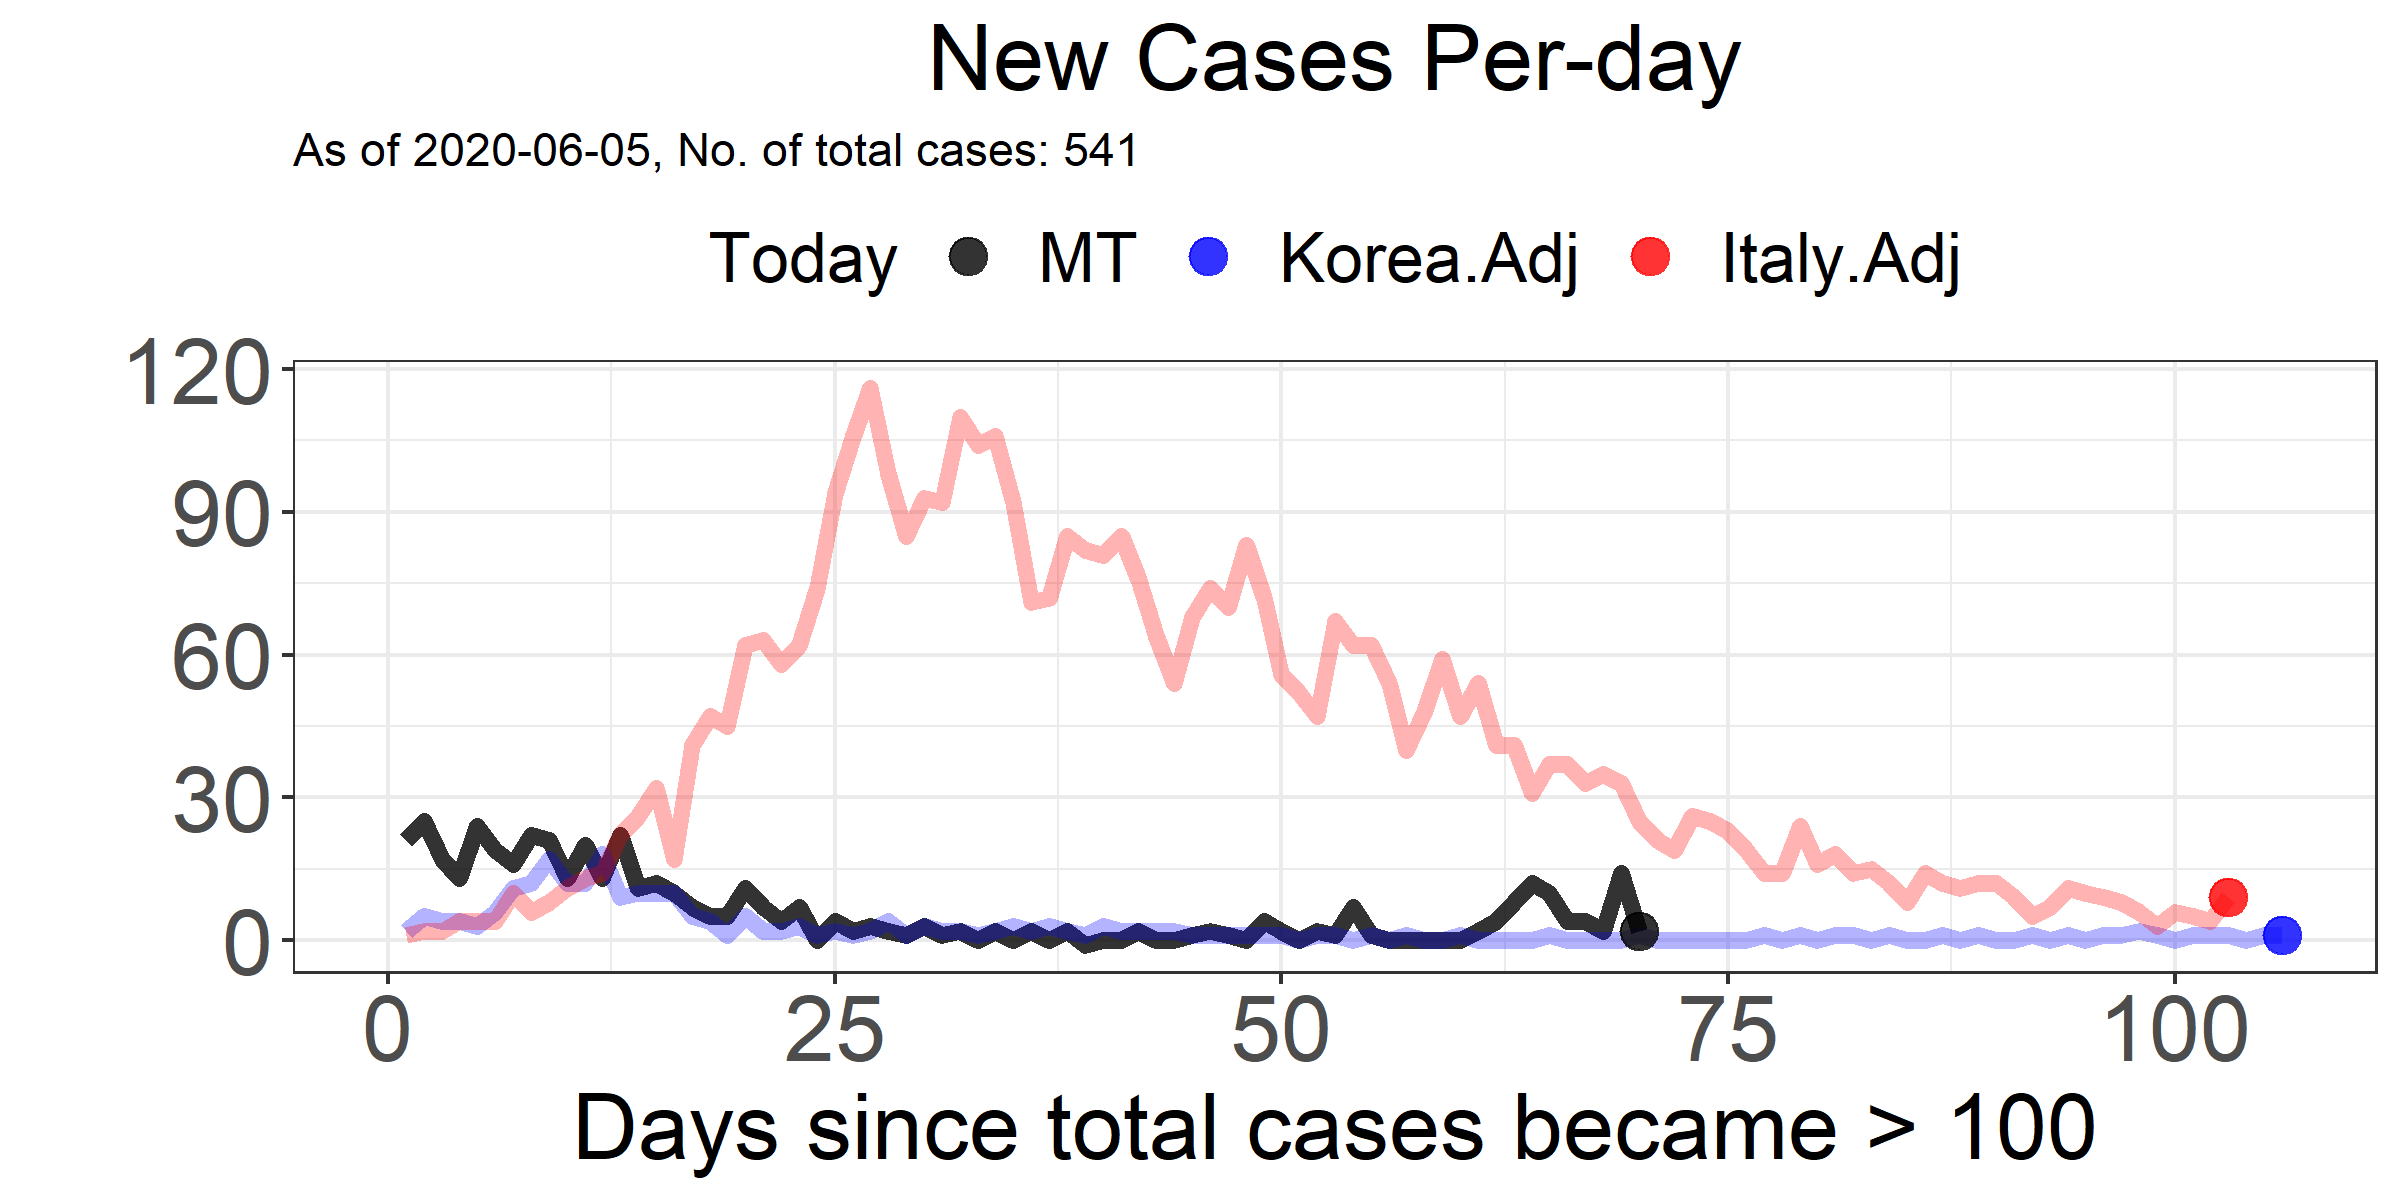 New Cases Per-day
As of 2020-06-05, No. of total cases: 541
Today MT Korea.Adj Italy.Adj
120
90
60
30
0
0 25 50 75 100
Days since total cases became > 100